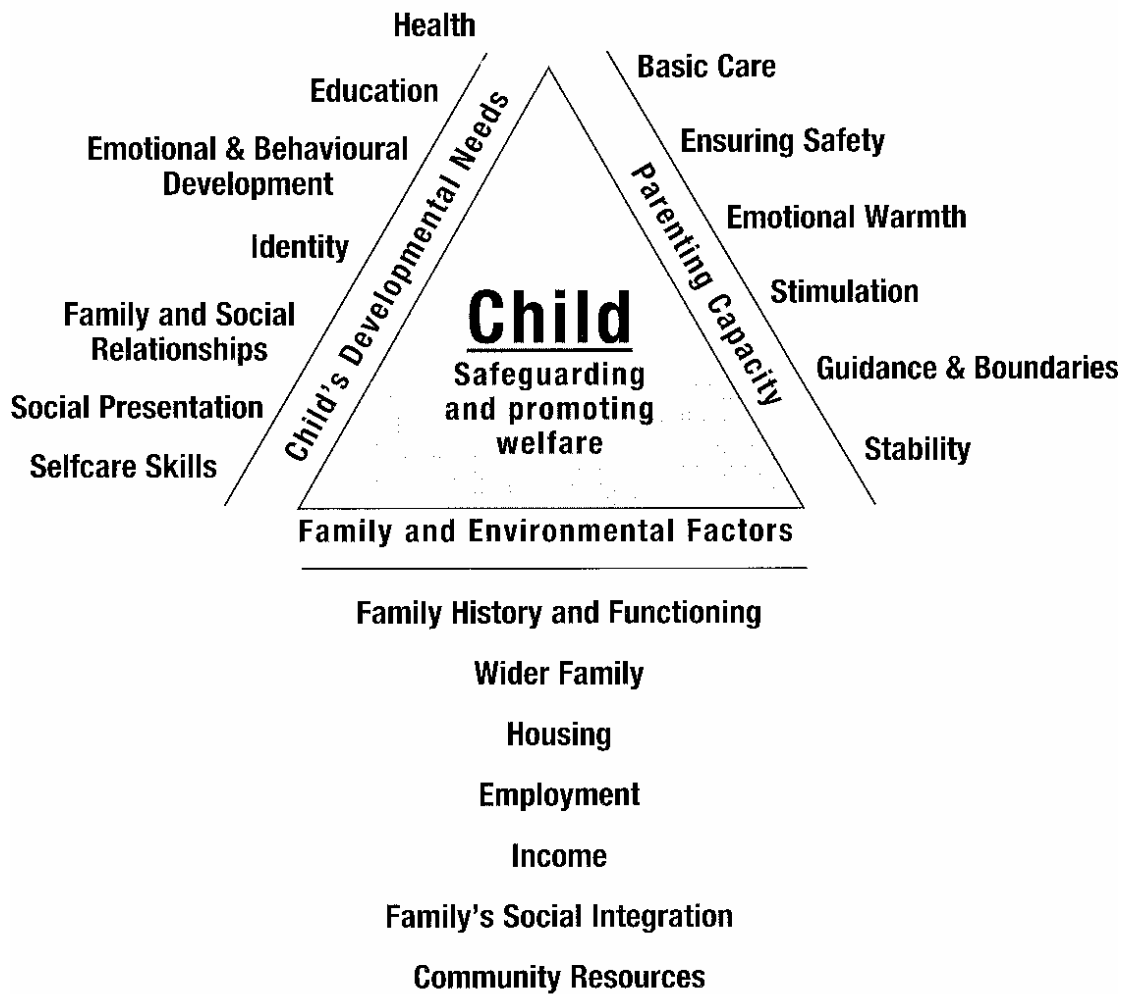 Health
Education
Emotional & Behavioural
Development
Identity
Family and Social
Relationships
Social Presentation
Selfcare Skills
Child's Developmental Needs
Basic Care
Ensuring Safety
Emotional Warmth
Stimulation
Guidance & Boundaries
Stability
Parenting Capacity
Child
Safeguarding
and promoting
welfare
Family and Environmental Factors
Family History and Functioning
Wider Family
Housing
Employment
Income
Family's Social Integration
Community Resources